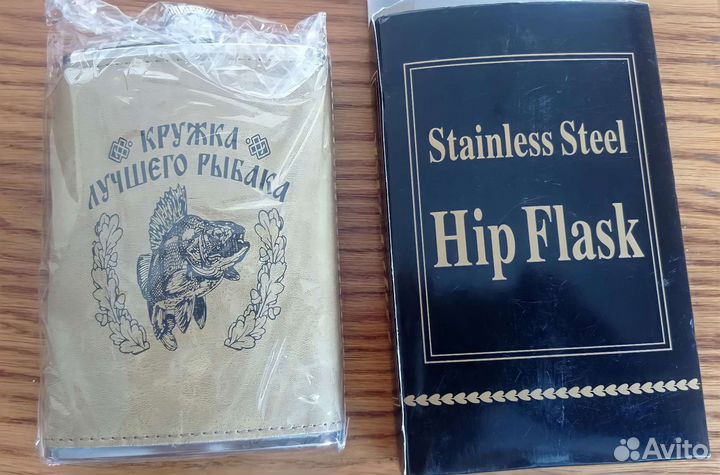 КРУЖКА
ЛУЧШЕГО РЫБАКА
Stainless Steel
Hip Flask
Avito